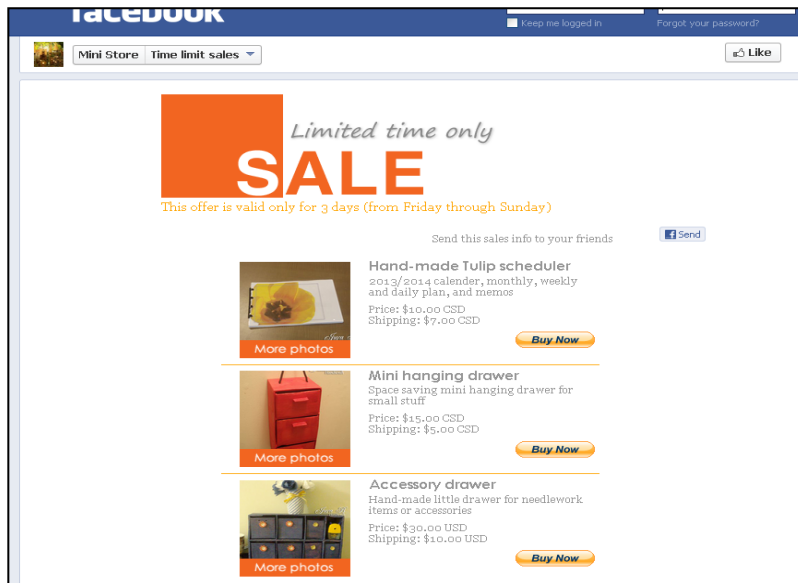 facebook
Keep me logged in
Forgot your password?
Mini Store
Time limit sales
Like
Limited time only
SALE
This offer is valid only for 3 days (from Friday through Sunday)
Send this sales info to your friends
Send
Hand-made Tulip scheduler
2013/2014 calender, monthly, weekly
and daily plan, and memos
Price: $10.00 CSD
Shipping: $7.00 CSD
More photos
Buy Now
Mini hanging drawer
Space saving mini hanging drawer for
small stuff
Price: $15.00 CSD
Shipping: $5.00 CSD
Buy Now
More photos
Accessory drawer
Hand-made little drawer for needlework
items or accessories
Price: $30.00 USD
Shipping: $10.00 USD
Buy Now
More photos